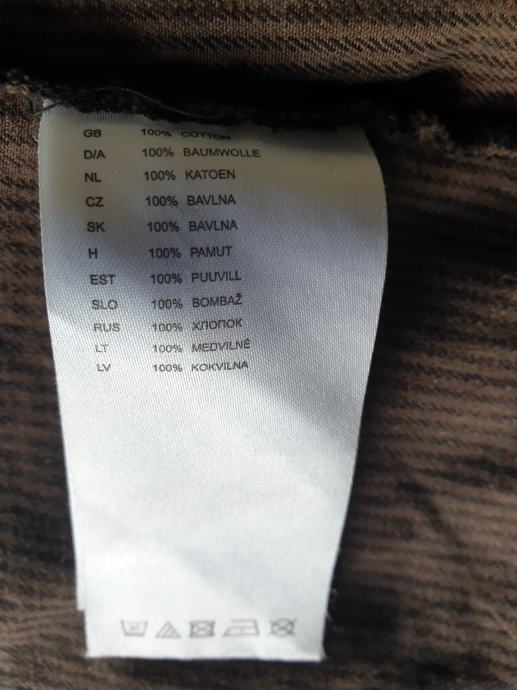 GB 100% COTTON
D/A 100% BAUMWOLLE
NL 100% KATOEN
CZ 100% BAVLNA
SK 100% BAVLNA
H 100% PAMUT
EST 100% PUUVILL
SLO 100% BOMBAŽ
RUS 100% ХЛОПОК
LT 100% MEDVILNĖ
LV 100% KOKVILNA